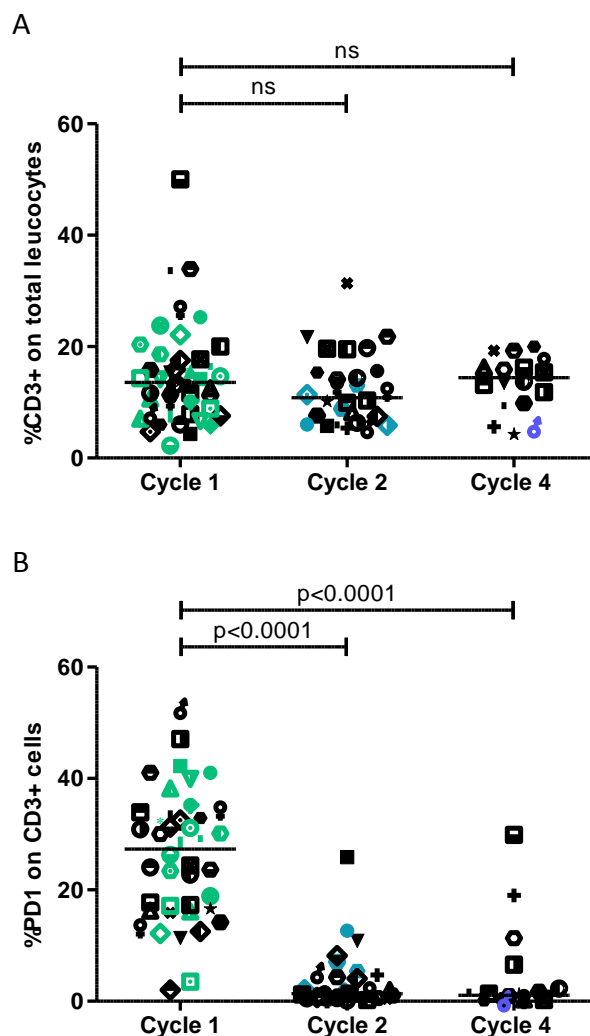 A
ns
ns
60
40
20
0
%CD3+ on total leucocytes
Cycle 1 Cycle 2 Cycle 4
B
p<0.0001
p<0.0001
60
40
20
0
%PD1 on CD3+ cells
Cycle 1 Cycle 2 Cycle 4